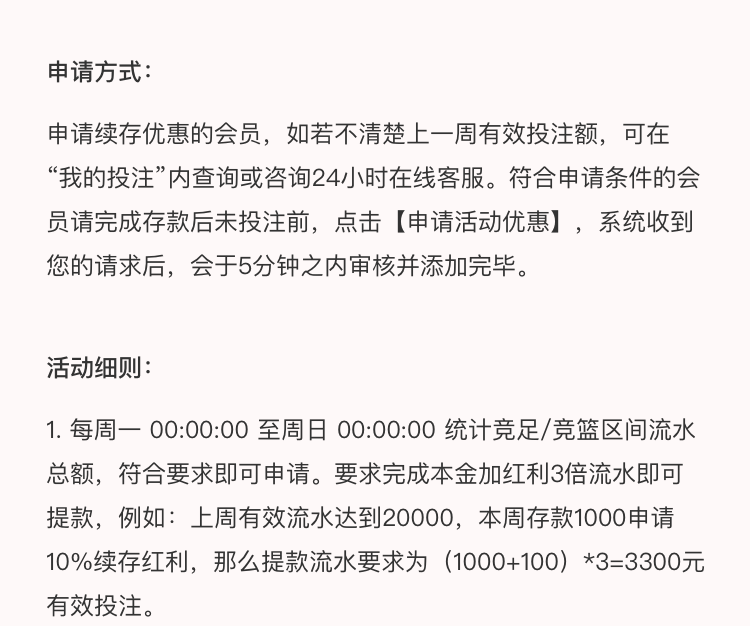 申请方式：
申请续存优惠的会员，如若不清楚上一周有效投注额，可在
“我的投注”内查询或咨询24小时在线客服。符合申请条件的会
员请完成存款后未投注前，点击【申请活动优惠】，系统收到
您的请求后，会于5分钟之内审核并添加完毕。
活动细则：
1. 每周一 00:00:00 至周日 00:00:00 统计竞足/竞篮区间流水
总额，符合要求即可申请。要求完成本金加红利3倍流水即可
提款，例如：上周有效流水达到20000，本周存款1000申请
10%续存红利，那么提款流水要求为（1000+100）*3=3300元
有效投注。